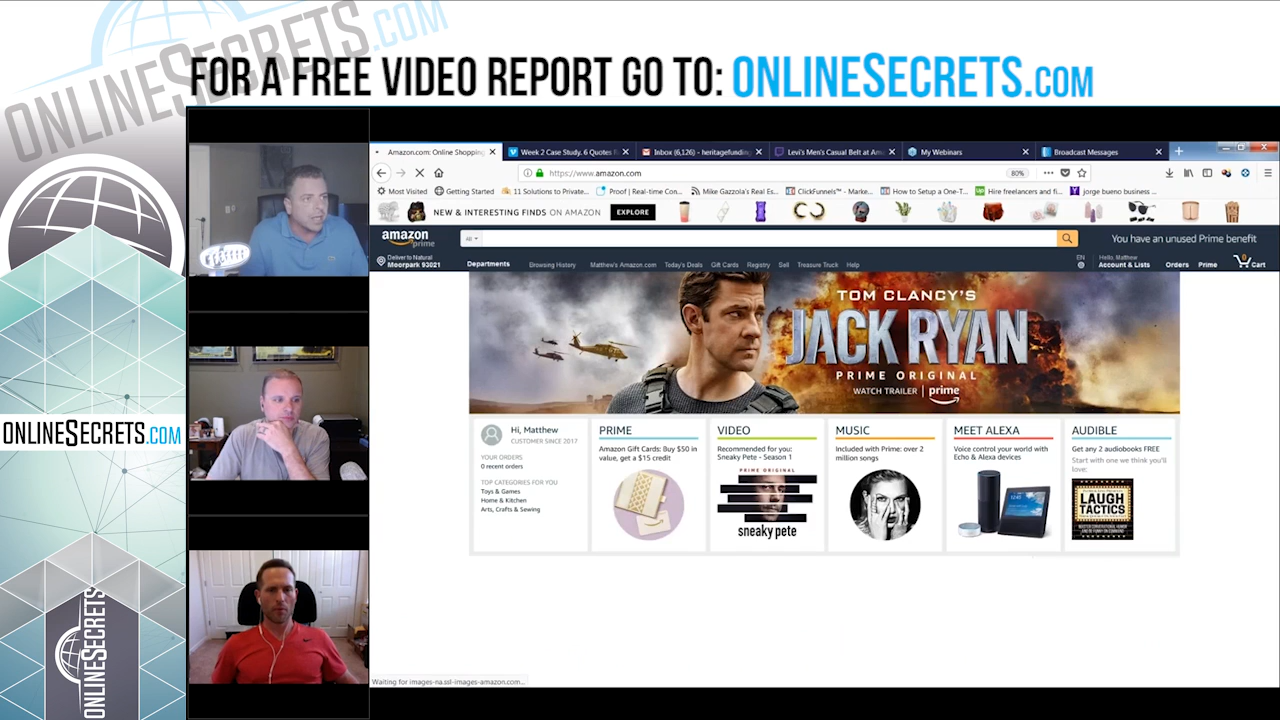 ONLINESECRETS.COM
FOR A FREE VIDEO REPORT GO TO: ONLINESECRETS.COM
ONLINESECRETS.COM
ONLINESECRETS
Amazon.com: Online Shopping
Week 2 Case Study. 6 Quotes
Inbox (6,126) - heritagefunding
Levi's Men's Casual Belt at Am
My Webinars
Broadcast Messages
https://www.amazon.com
80%
Most Visited
Getting Started
11 Solutions to Private...
Proof | Real-time Con...
Mike Gazzola's Real Es...
ClickFunnels™ - Marke...
How to Setup a One-T...
Hire freelancers and fi...
jorge bueno business ...
NEW & INTERESTING FINDS ON AMAZON
EXPLORE
amazon
prime
All
You have an unused Prime benefit
Deliver to Natural
Moorpark 93021
Departments
Browsing History
Matthew's Amazon.com
Today's Deals
Gift Cards
Registry
Sell
Treasure Truck
Help
EN
Hello, Matthew
Account & Lists
Orders
Prime
0
Cart
TOM CLANCY'S
JACK RYAN
PRIME ORIGINAL
WATCH TRAILER | prime
Hi, Matthew
CUSTOMER SINCE 2017
YOUR ORDERS
0 recent orders
TOP CATEGORIES FOR YOU
Toys & Games
Home & Kitchen
Arts, Crafts & Sewing
PRIME
Amazon Gift Cards: Buy $50 in
value, get a $15 credit
VIDEO
Recommended for you:
Sneaky Pete - Season 1
PRIME ORIGINAL
sneaky pete
MUSIC
Included with Prime: over 2
million songs
MEET ALEXA
Voice control your world with
Echo & Alexa devices
AUDIBLE
Get any 2 audiobooks FREE
Start with one we think you'll
love:
LAUGH
TACTICS
Waiting for images-na.ssl-images-amazon.com...